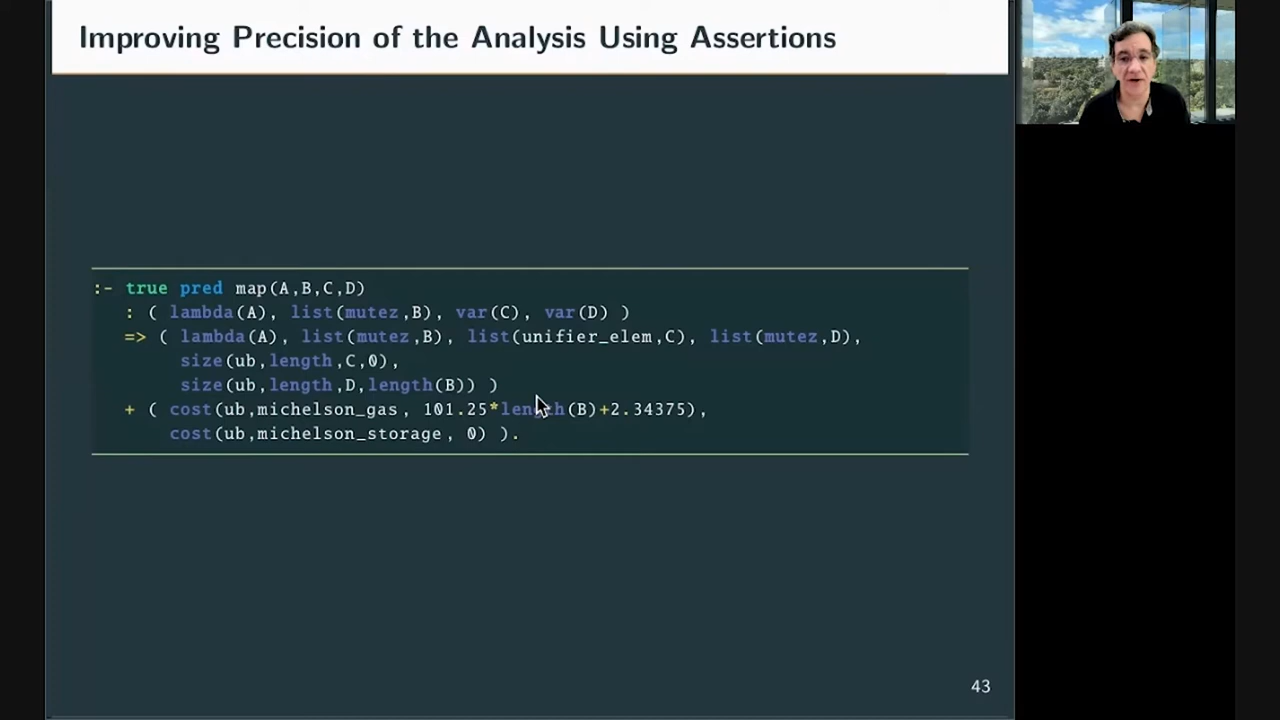 Improving Precision of the Analysis Using Assertions
:- true pred map(A,B,C,D)
: ( lambda(A), list(mutez,B), var(C), var(D) )
=> ( lambda(A), list(mutez,B), list(unifier_elem,C), list(mutez,D),
size(ub,length,C,0),
size(ub,length,D,length(B)) )
+ ( cost(ub,michelson_gas, 101.25*length(B)+2.34375),
cost(ub,michelson_storage, 0) ).
43